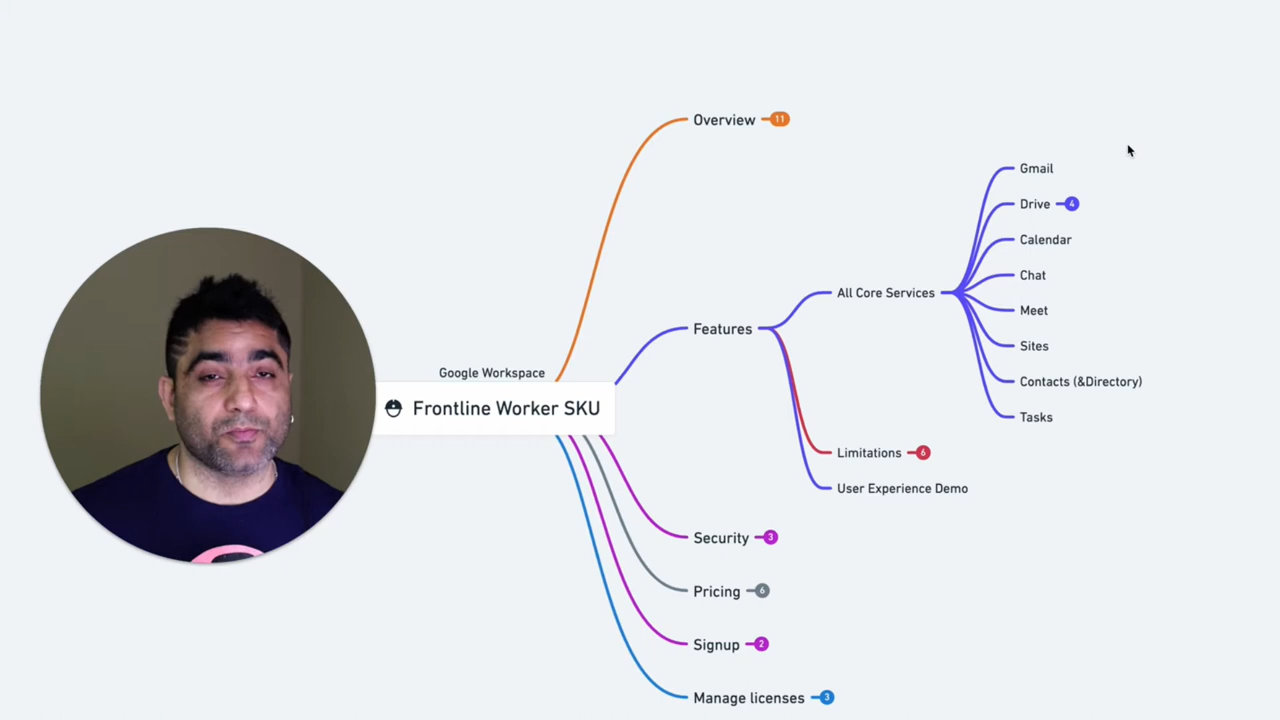 Overview 11
Gmail
Drive 4
Calendar
Chat
All Core Services
Meet
Features
Sites
Google Workspace
Contacts (&Directory)
Frontline Worker SKU
Tasks
Limitations 6
User Experience Demo
Security 3
Pricing 6
Signup 2
Manage licenses 3